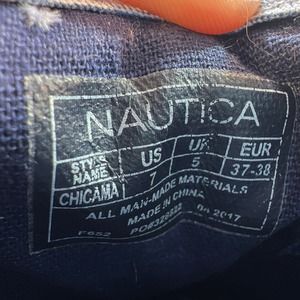 NAUTICA
STYLE NAME US UK EUR
CHICAMA 7 5 37-38
ALL MAN-MADE MATERIALS
MADE IN CHINA
F652 2017